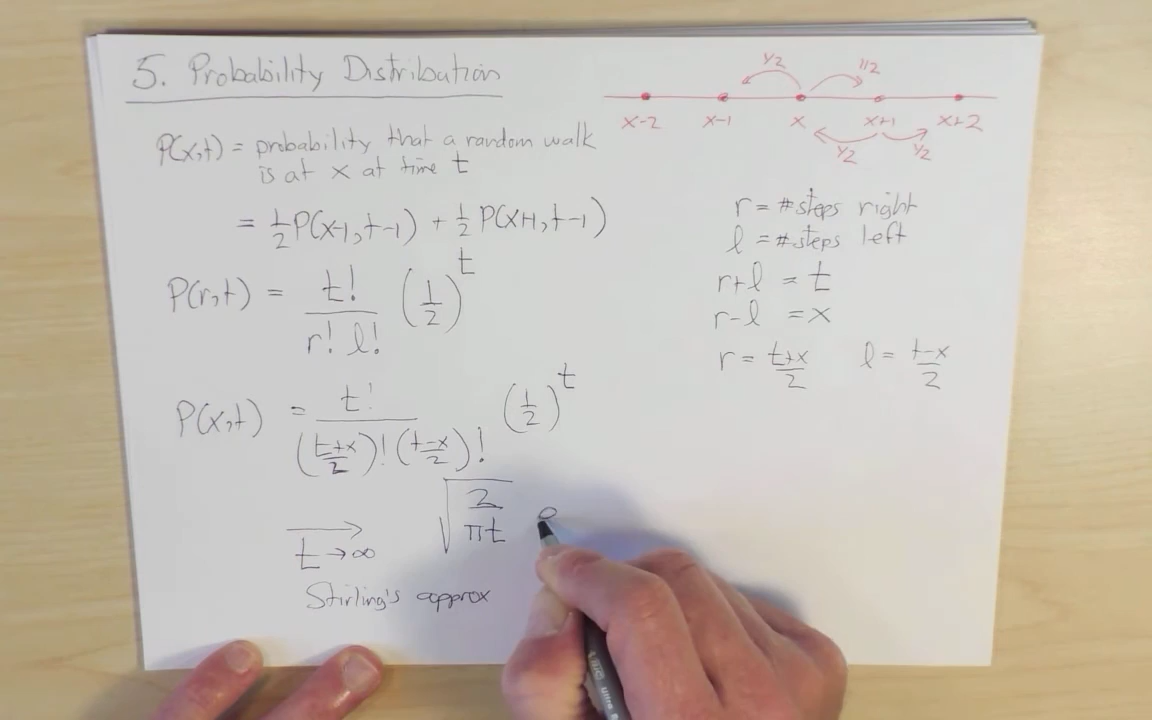 5. Probability Distribution
1/2 1/2
x-2 x-1 x x+1 x+2
1/2 1/2
P(x,t) = probability that a random walk
is at x at time t
= 1/2 P(x-1,t-1) + 1/2 P(x+1,t-1)
P(r,t) = t! / r! l! (1/2)^t
P(x,t) = t! / (t+x/2)! (t-x/2)! (1/2)^t
t→∞ √2/πt e
Stirling's approx
r = #steps right
l = #steps left
r+l = t
r-l = x
r = t+x/2 l = t-x/2